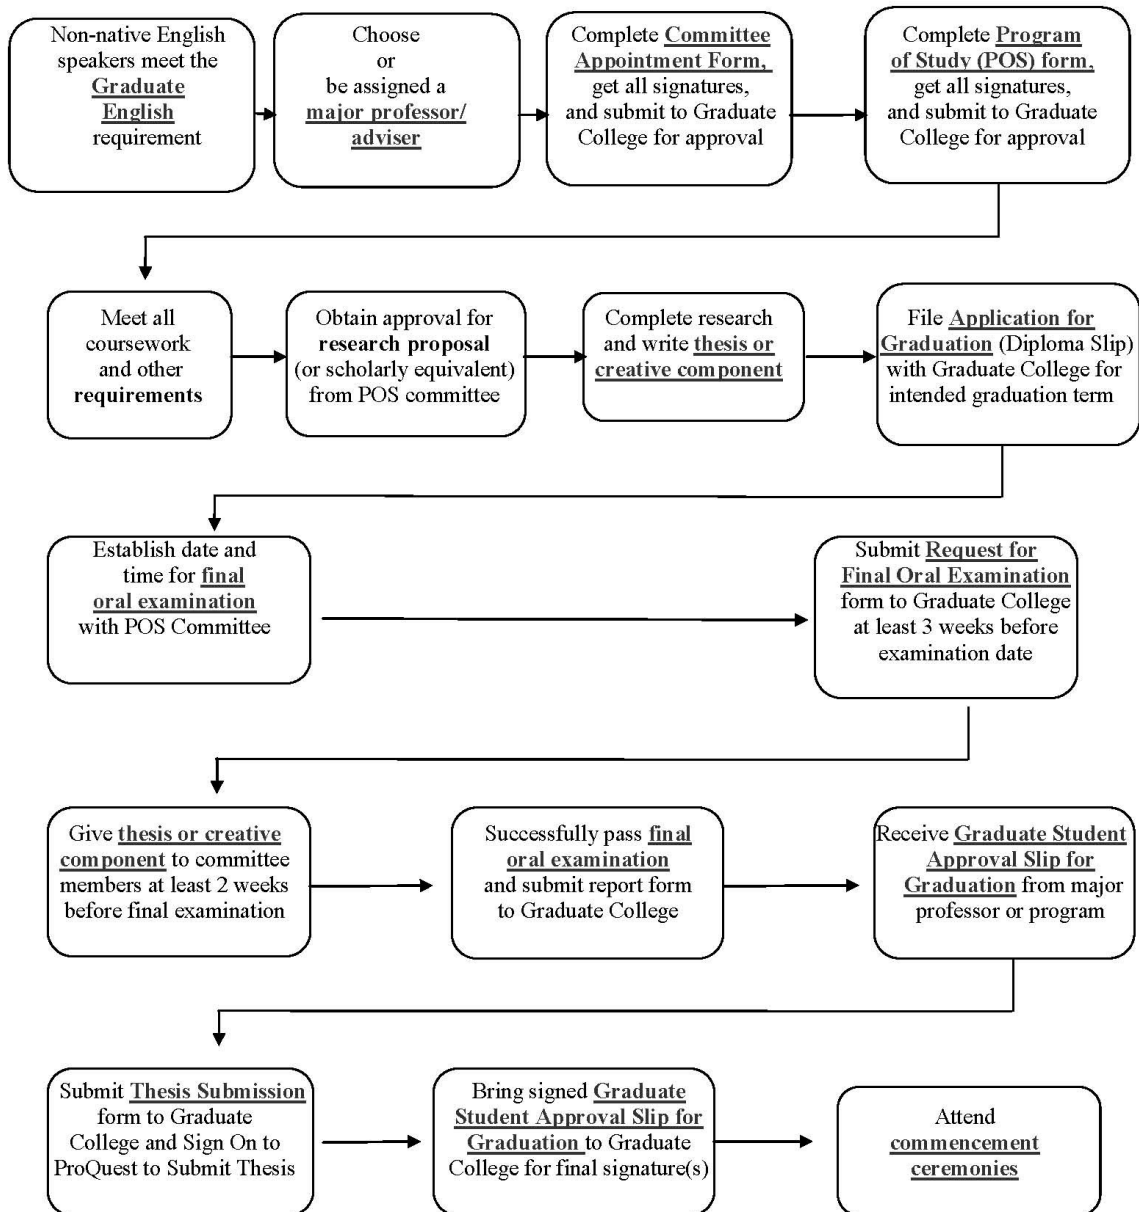 Non-native English
speakers meet the
Graduate
English
requirement
Choose
or
be assigned a
major professor/
adviser
Complete Committee
Appointment Form,
get all signatures,
and submit to Graduate
College for approval
Complete Program
of Study (POS) form,
get all signatures,
and submit to Graduate
College for approval
Meet all
coursework
and other
requirements
Obtain approval for
research proposal
(or scholarly equivalent)
from POS committee
Complete research
and write thesis or
creative component
File Application for
Graduation (Diploma Slip)
with Graduate College for
intended graduation term
Establish date and
time for final
oral examination
with POS Committee
Submit Request for
Final Oral Examination
form to Graduate College
at least 3 weeks before
examination date
Give thesis or creative
component to committee
members at least 2 weeks
before final examination
Successfully pass final
oral examination
and submit report form
to Graduate College
Receive Graduate Student
Approval Slip for
Graduation from major
professor or program
Submit Thesis Submission
form to Graduate
College and Sign On to
ProQuest to Submit Thesis
Bring signed Graduate
Student Approval Slip for
Graduation to Graduate
College for final signature(s)
Attend
commencement
ceremonies